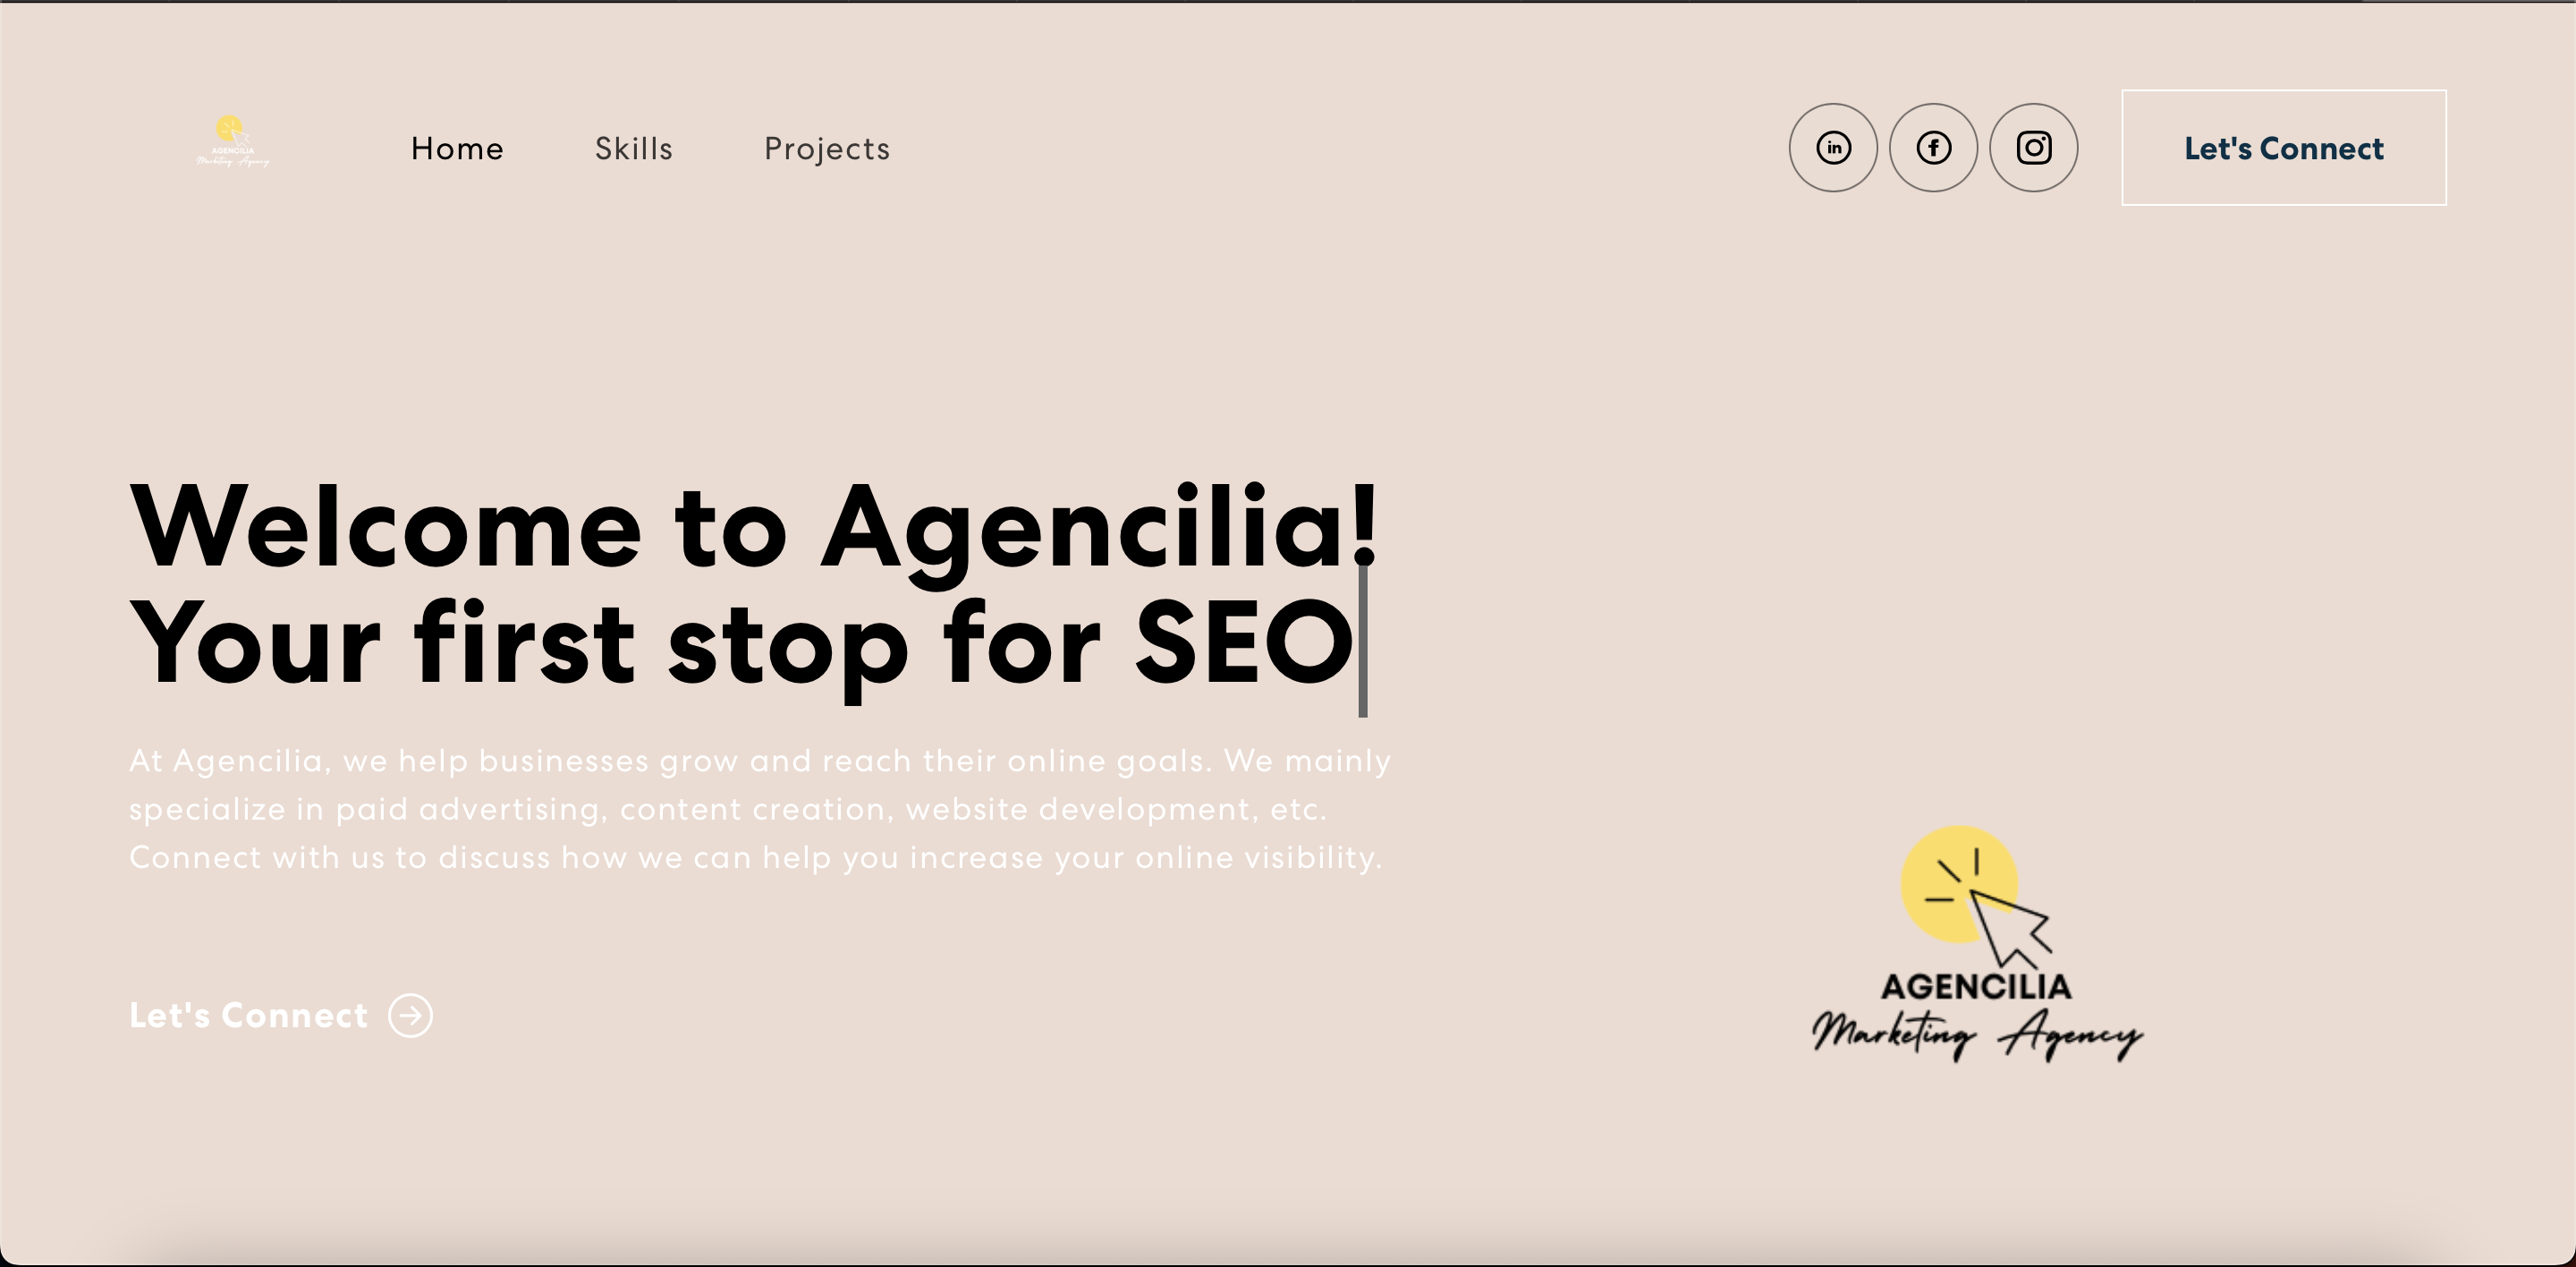 AGENCILIA
Marketing Agency
Home
Skills
Projects
in
f
Let's Connect
Welcome to Agencilia!
Your first stop for SEO
At Agencilia, we help businesses grow and reach their online goals. We mainly
specialize in paid advertising, content creation, website development, etc.
Connect with us to discuss how we can help you increase your online visibility.
Let's Connect
AGENCILIA
Marketing Agency